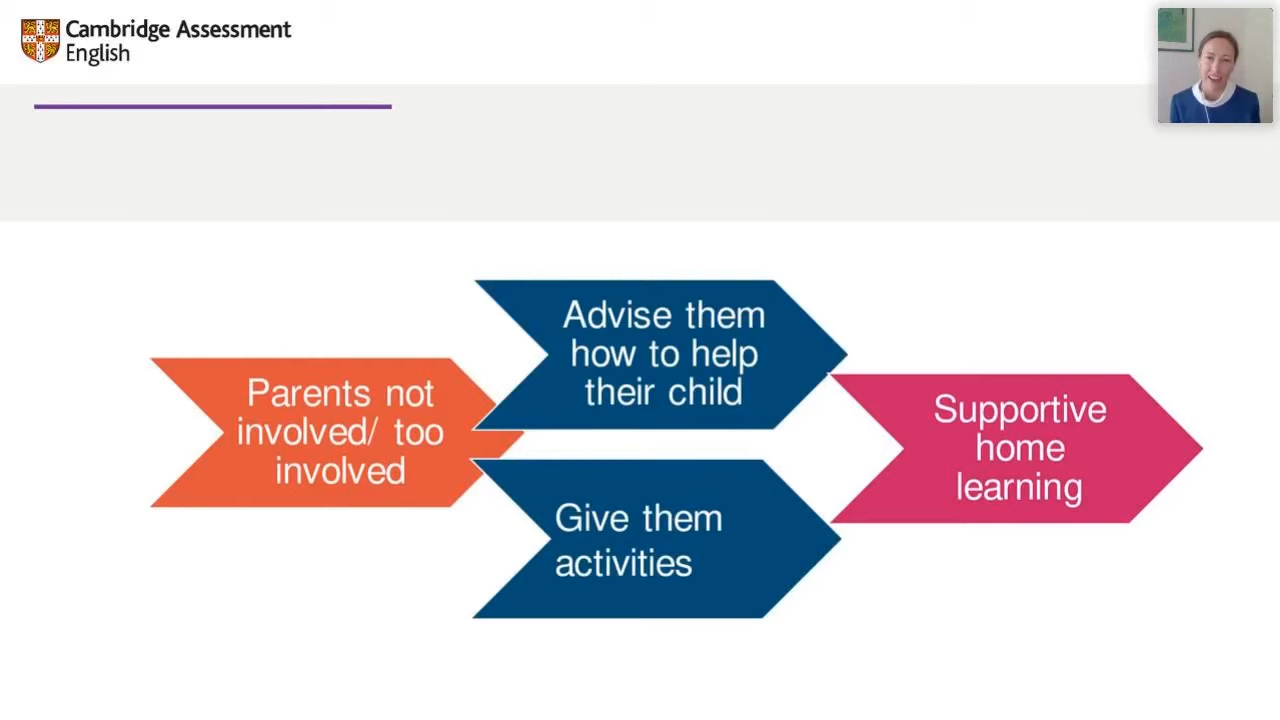 Cambridge Assessment
English
Parents not
involved/ too
involved
Advise them
how to help
their child
Give them
activities
Supportive
home
learning